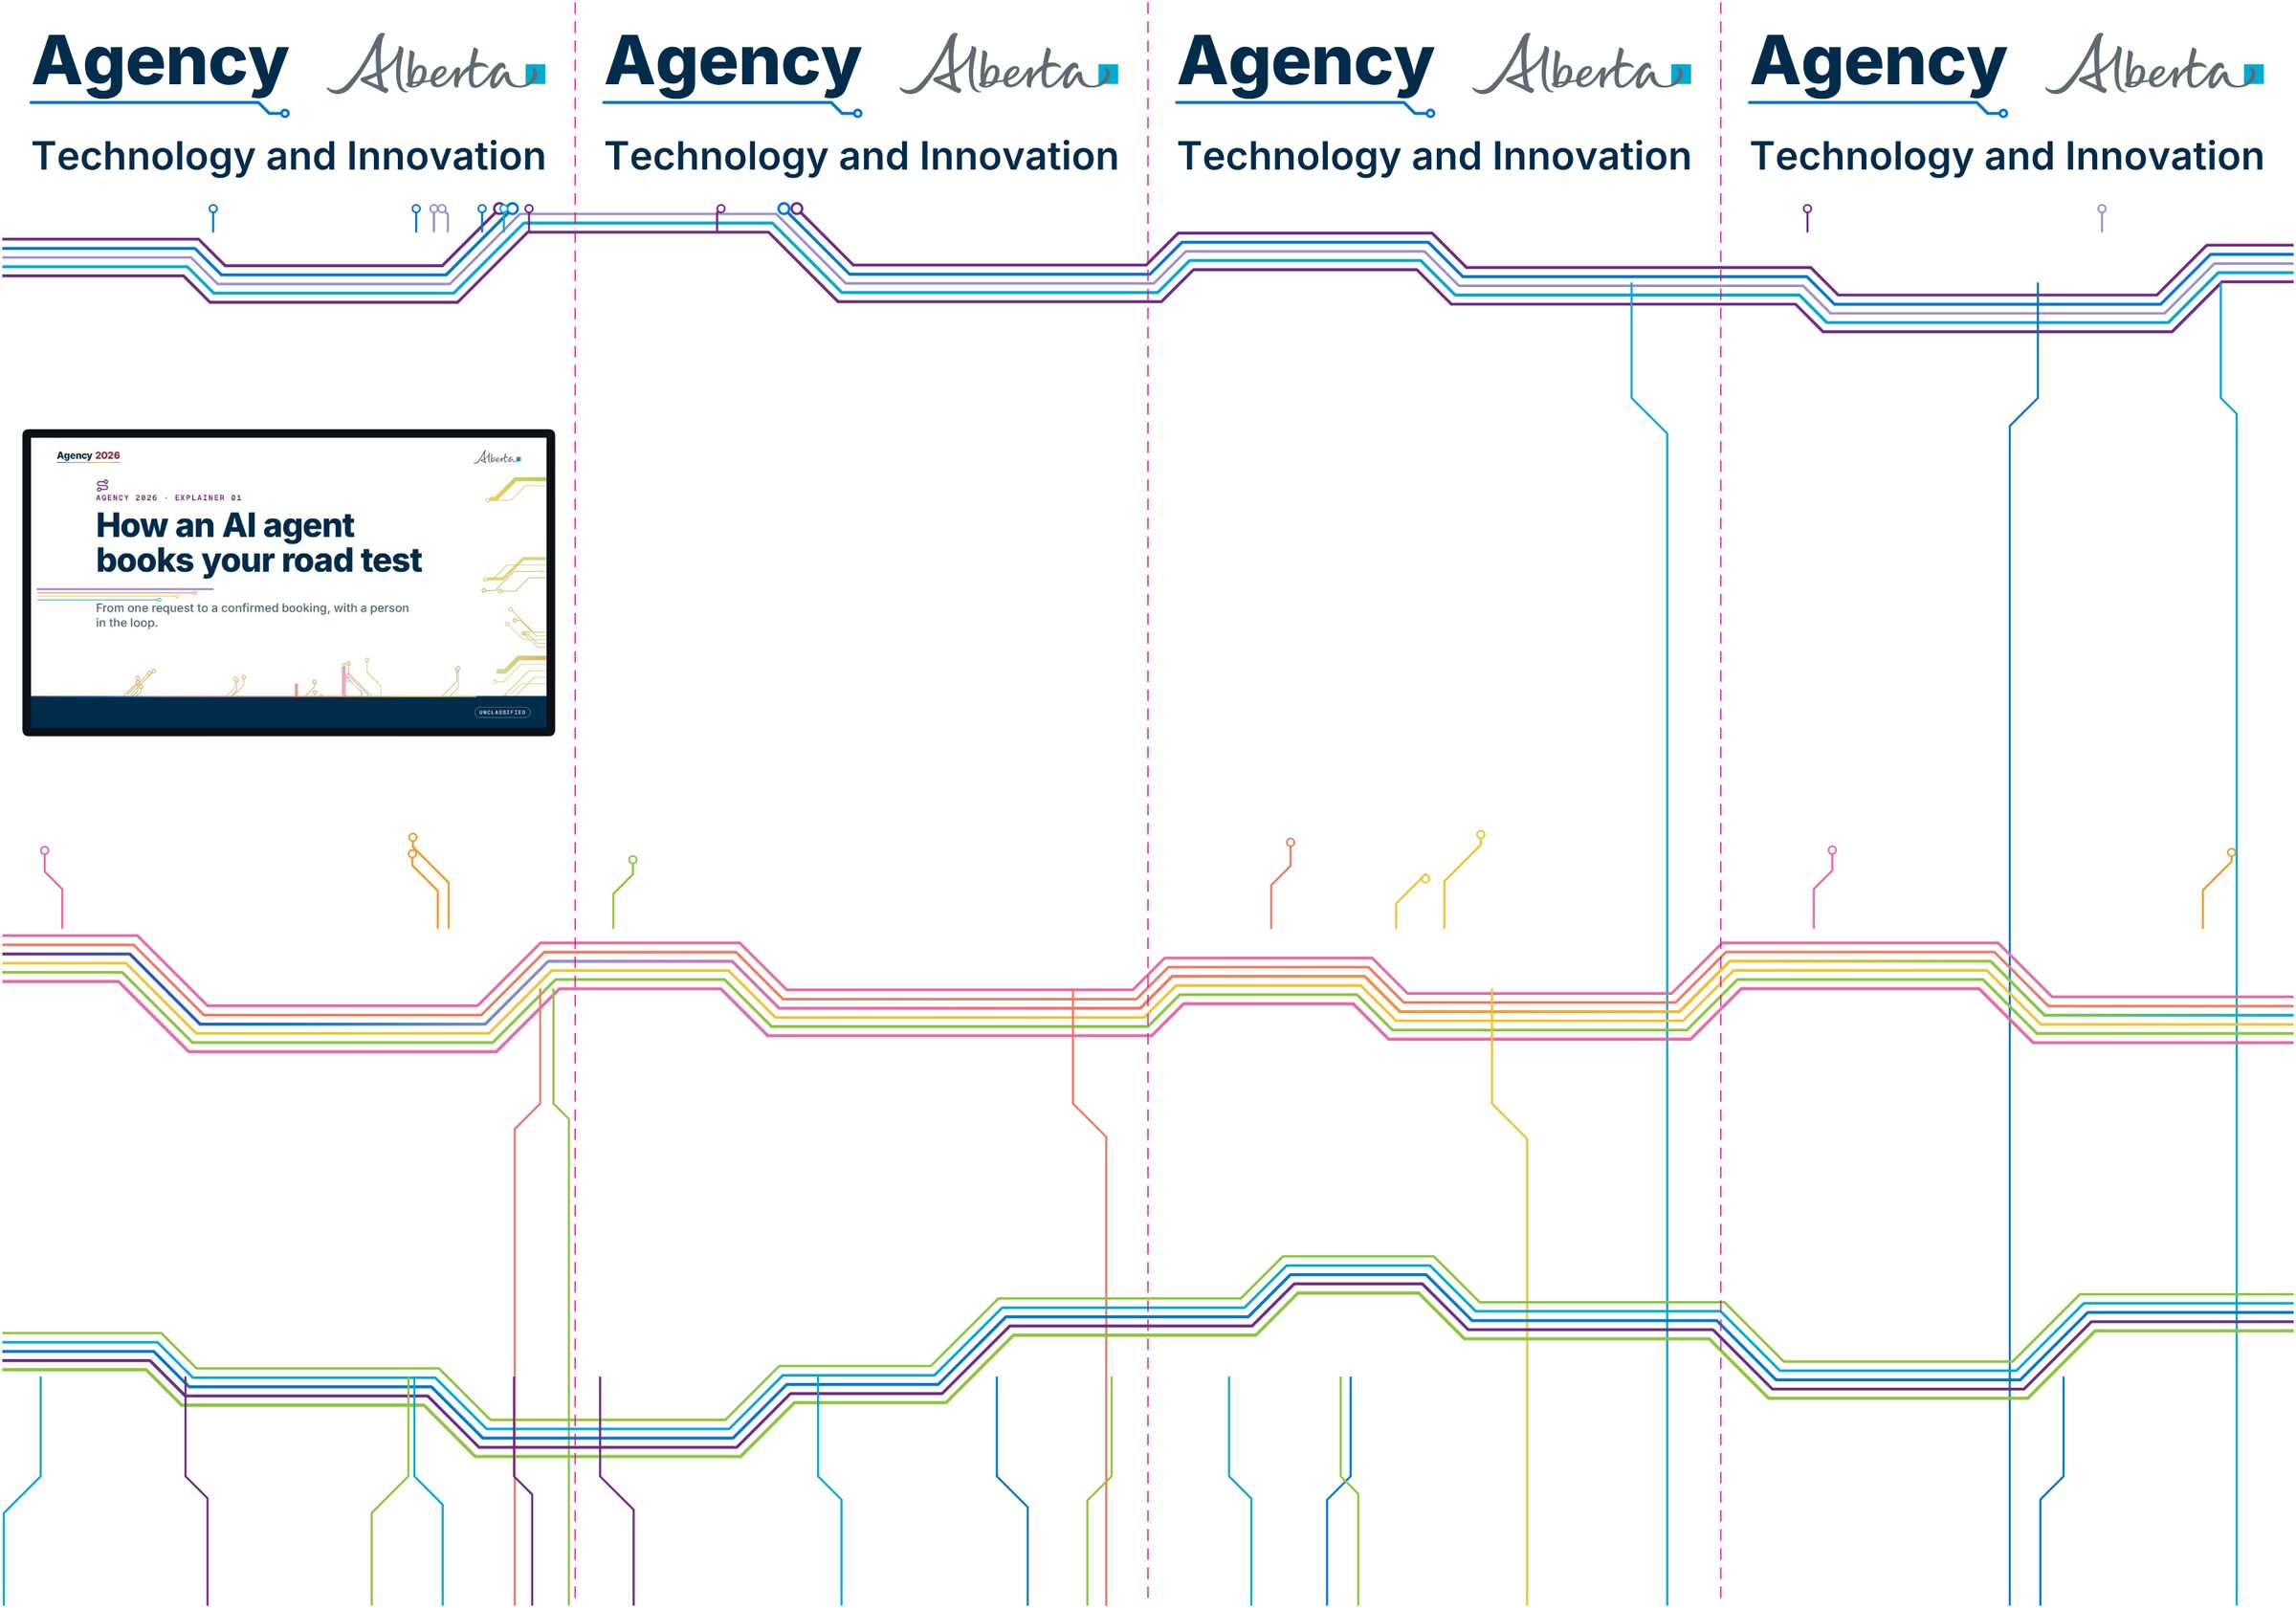 Agency Alberta
Technology and Innovation
Agency Alberta
Technology and Innovation
Agency Alberta
Technology and Innovation
Agency Alberta
Technology and Innovation
Agency 2026
Alberta
AGENCY 2026 · EXPLAINER 01
How an AI agent
books your road test
From one request to a confirmed booking, with a person
in the loop.
UNCLASSIFIED